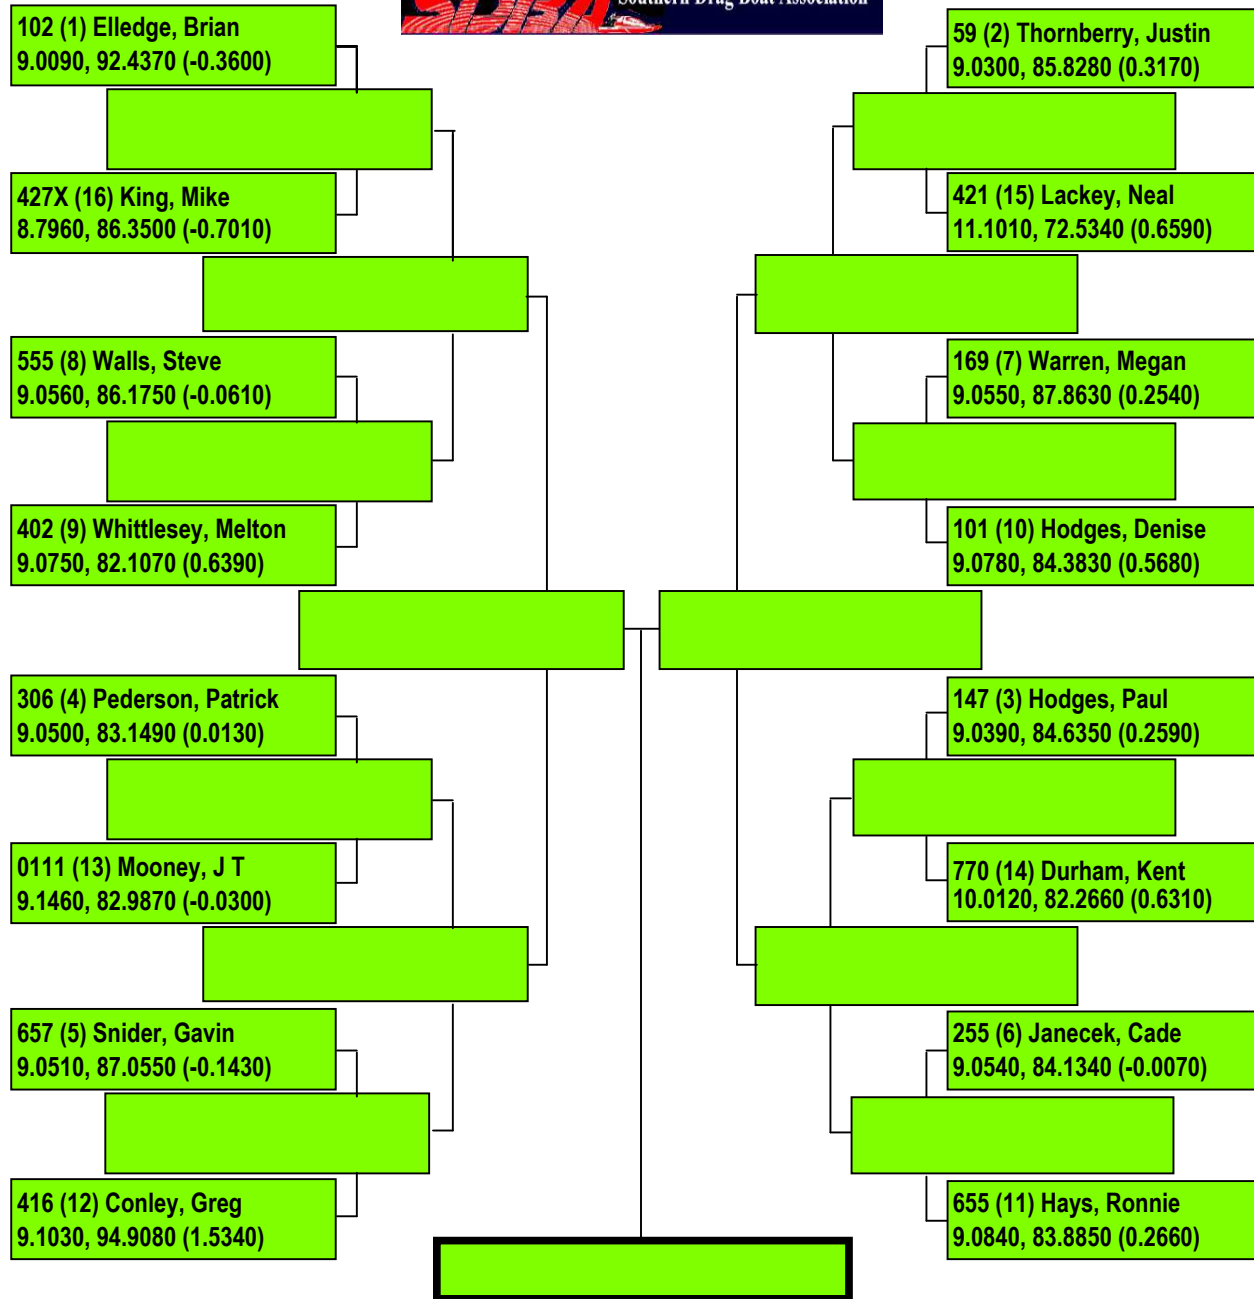 SDBA
Southern Drag Boat Association
102 (1) Elledge, Brian
9.0090, 92.4370 (-0.3600)
427X (16) King, Mike
8.7960, 86.3500 (-0.7010)
555 (8) Walls, Steve
9.0560, 86.1750 (-0.0610)
402 (9) Whittlesey, Melton
9.0750, 82.1070 (0.6390)
306 (4) Pederson, Patrick
9.0500, 83.1490 (0.0130)
0111 (13) Mooney, J T
9.1460, 82.9870 (-0.0300)
657 (5) Snider, Gavin
9.0510, 87.0550 (-0.1430)
416 (12) Conley, Greg
9.1030, 94.9080 (1.5340)
59 (2) Thornberry, Justin
9.0300, 85.8280 (0.3170)
421 (15) Lackey, Neal
11.1010, 72.5340 (0.6590)
169 (7) Warren, Megan
9.0550, 87.8630 (0.2540)
101 (10) Hodges, Denise
9.0780, 84.3830 (0.5680)
147 (3) Hodges, Paul
9.0390, 84.6350 (0.2590)
770 (14) Durham, Kent
10.0120, 82.2660 (0.6310)
255 (6) Janecek, Cade
9.0540, 84.1340 (-0.0070)
655 (11) Hays, Ronnie
9.0840, 83.8850 (0.2660)